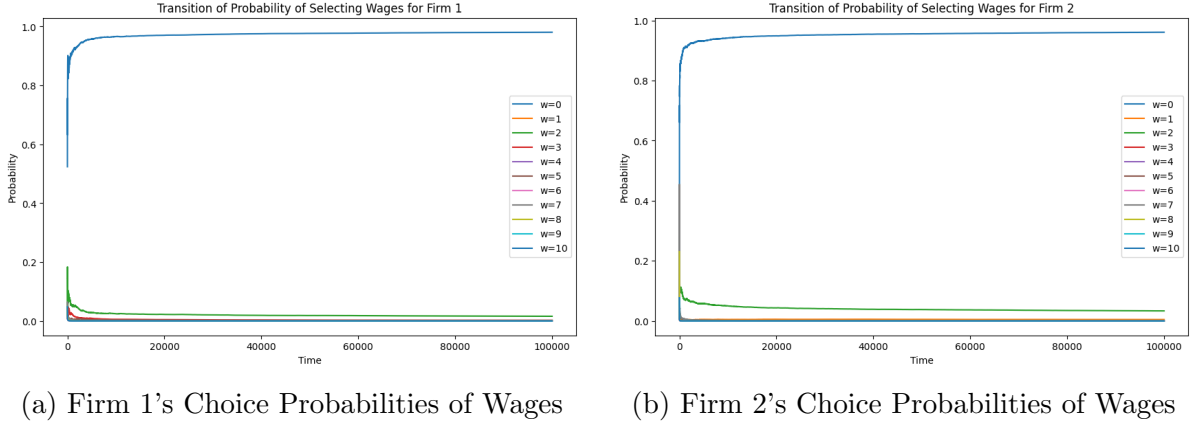 Transition of Probability of Selecting Wages for Firm 1
1.0
0.8
0.6
0.4
0.2
0.0
Probability
0
20000
40000
60000
80000
100000
Time
w=0
w=1
w=2
w=3
w=4
w=5
w=6
w=7
w=8
w=9
w=10
(a) Firm 1's Choice Probabilities of Wages
Transition of Probability of Selecting Wages for Firm 2
1.0
0.8
0.6
0.4
0.2
0.0
Probability
0
20000
40000
60000
80000
100000
Time
w=0
w=1
w=2
w=3
w=4
w=5
w=6
w=7
w=8
w=9
w=10
(b) Firm 2's Choice Probabilities of Wages